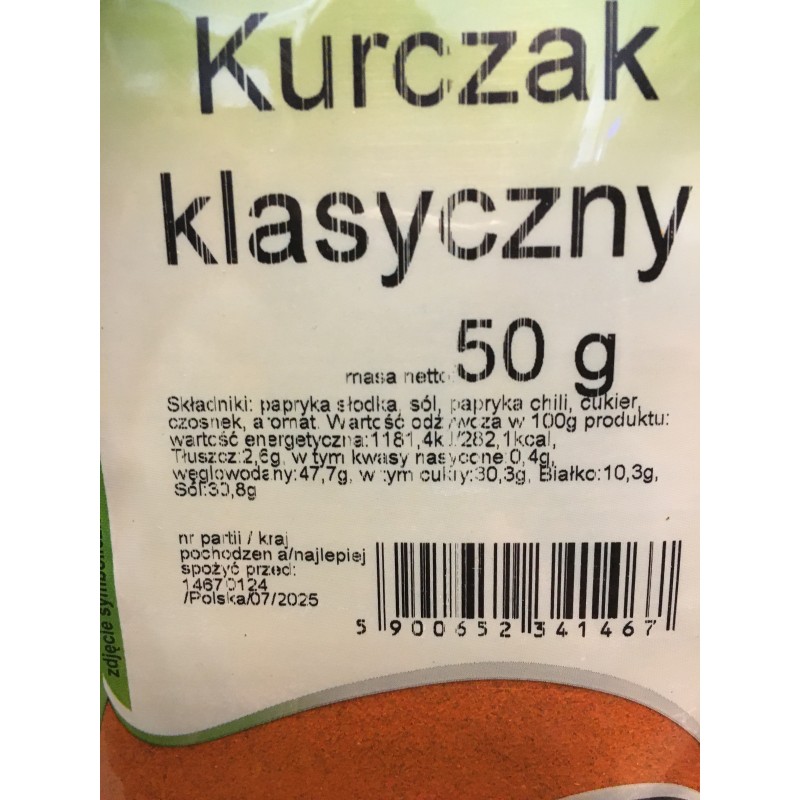 Kurczak
klasyczny
masa netto: 50 g
Składniki: papryka słodka, sól, papryka chili, cukier,
czosnek, aromat. Wartość odżywcza w 100g produktu:
wartość energetyczna:1181,4kJ/282,1kcal,
Tłuszcz:2,6g, w tym kwasy nasycone:0,4g,
węglowodany:47,7g, w tym cukry:30,3g, Białko:10,3g,
Sól:30,8g
nr partii / kraj
pochodzenia/najlepiej
spożyć przed:
14670124
/Polska/07/2025
5 900652 341467
zdjęcie